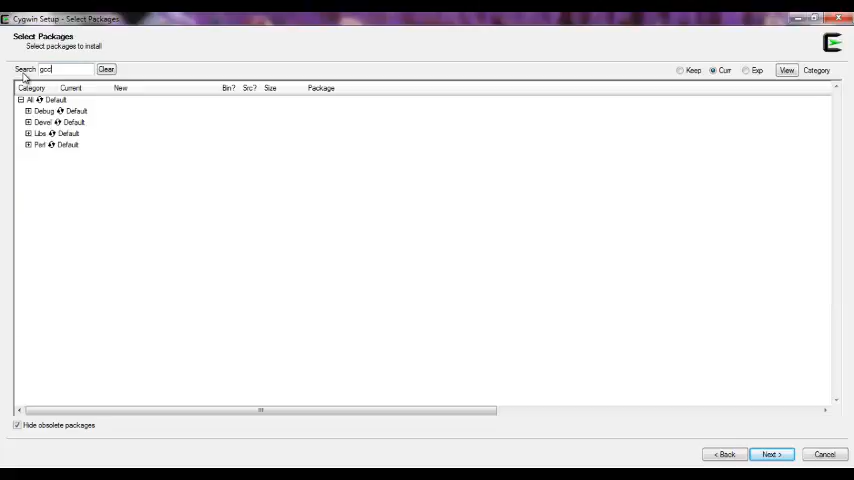 Cygwin Setup - Select Packages
Select Packages
Select packages to install
Search gcc Clear Keep Curr Exp View Category
Category Current New Bin? Src? Size Package
All Default
Debug Default
Devel Default
Libs Default
Perl Default
Hide obsolete packages
< Back Next > Cancel